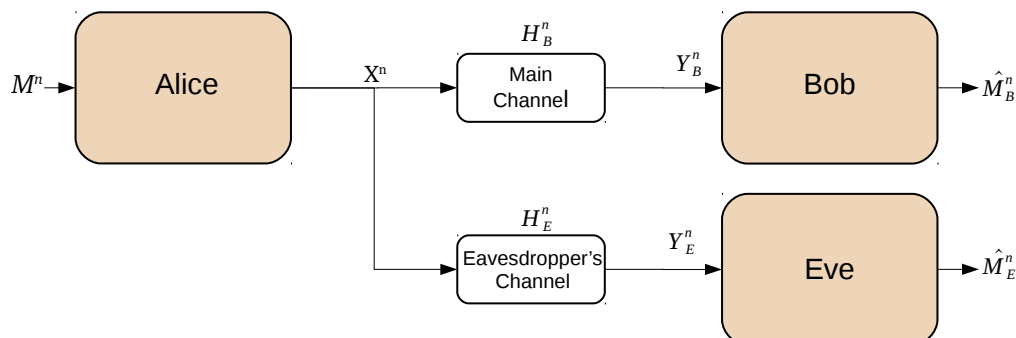 H_B^n
M^n
Alice
X^n
Main
Channel
Y_B^n
Bob
M̂_B^n
H_E^n
Eavesdropper's
Channel
Y_E^n
Eve
M̂_E^n